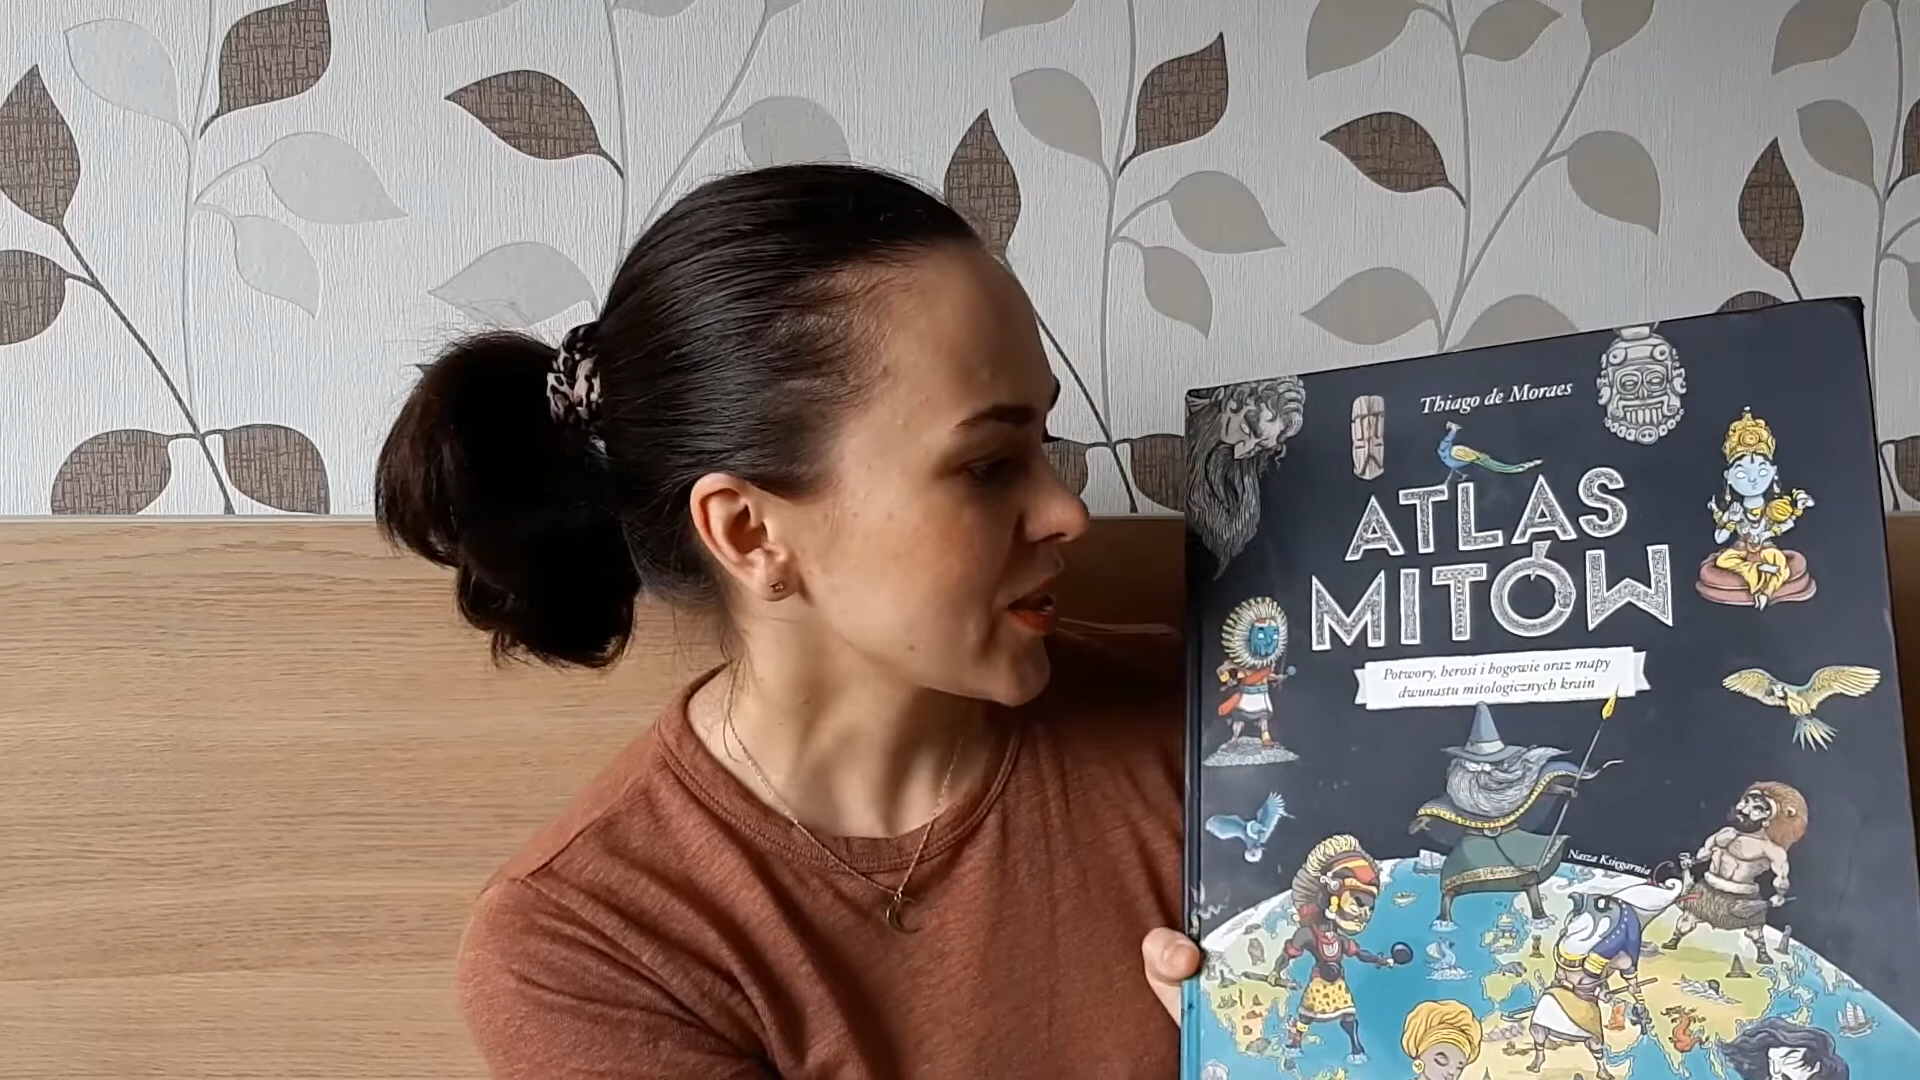 Thiago de Moraes
ATLAS
MITÓW
Potwory, herosi i bogowie oraz mapy
dwunastu mitologicznych krain
Nasza Księgarnia